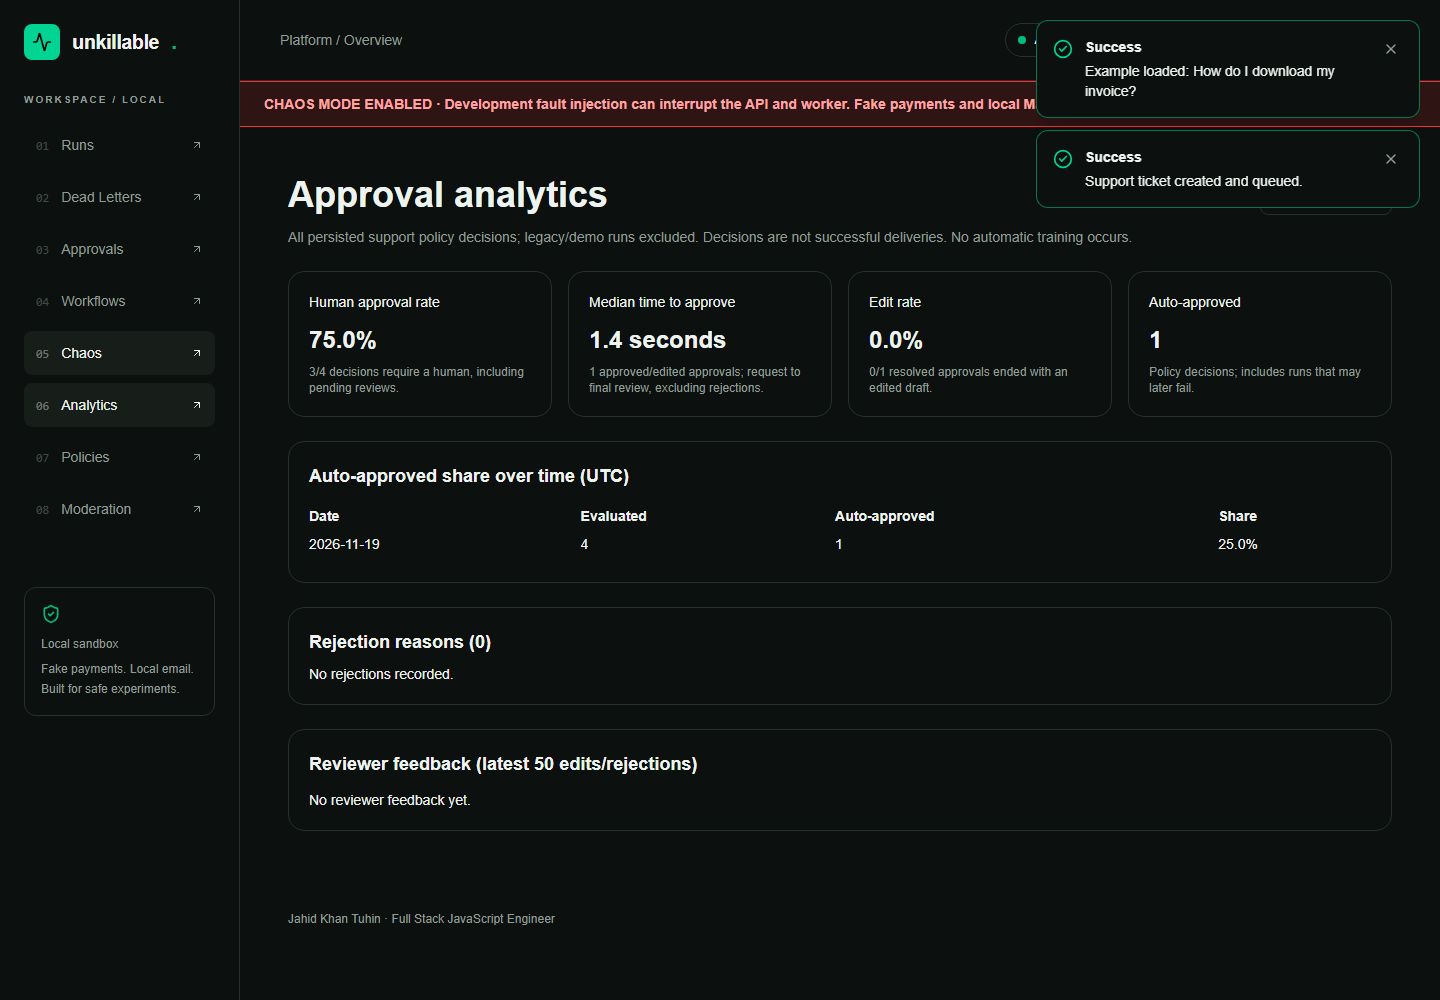 unkillable .
WORKSPACE / LOCAL
01 Runs
02 Dead Letters
03 Approvals
04 Workflows
05 Chaos
06 Analytics
07 Policies
08 Moderation
Local sandbox
Fake payments. Local email.
Built for safe experiments.
Platform / Overview
CHAOS MODE ENABLED · Development fault injection can interrupt the API and worker. Fake payments and local
Success
Example loaded: How do I download my
invoice?
Success
Support ticket created and queued.
Approval analytics
All persisted support policy decisions; legacy/demo runs excluded. Decisions are not successful deliveries. No automatic training occurs.
Human approval rate
75.0%
3/4 decisions require a human, including
pending reviews.
Median time to approve
1.4 seconds
1 approved/edited approvals; request to
final review, excluding rejections.
Edit rate
0.0%
0/1 resolved approvals ended with an
edited draft.
Auto-approved
1
Policy decisions; includes runs that may
later fail.
Auto-approved share over time (UTC)
Date Evaluated Auto-approved Share
2026-11-19 4 1 25.0%
Rejection reasons (0)
No rejections recorded.
Reviewer feedback (latest 50 edits/rejections)
No reviewer feedback yet.
Jahid Khan Tuhin · Full Stack JavaScript Engineer